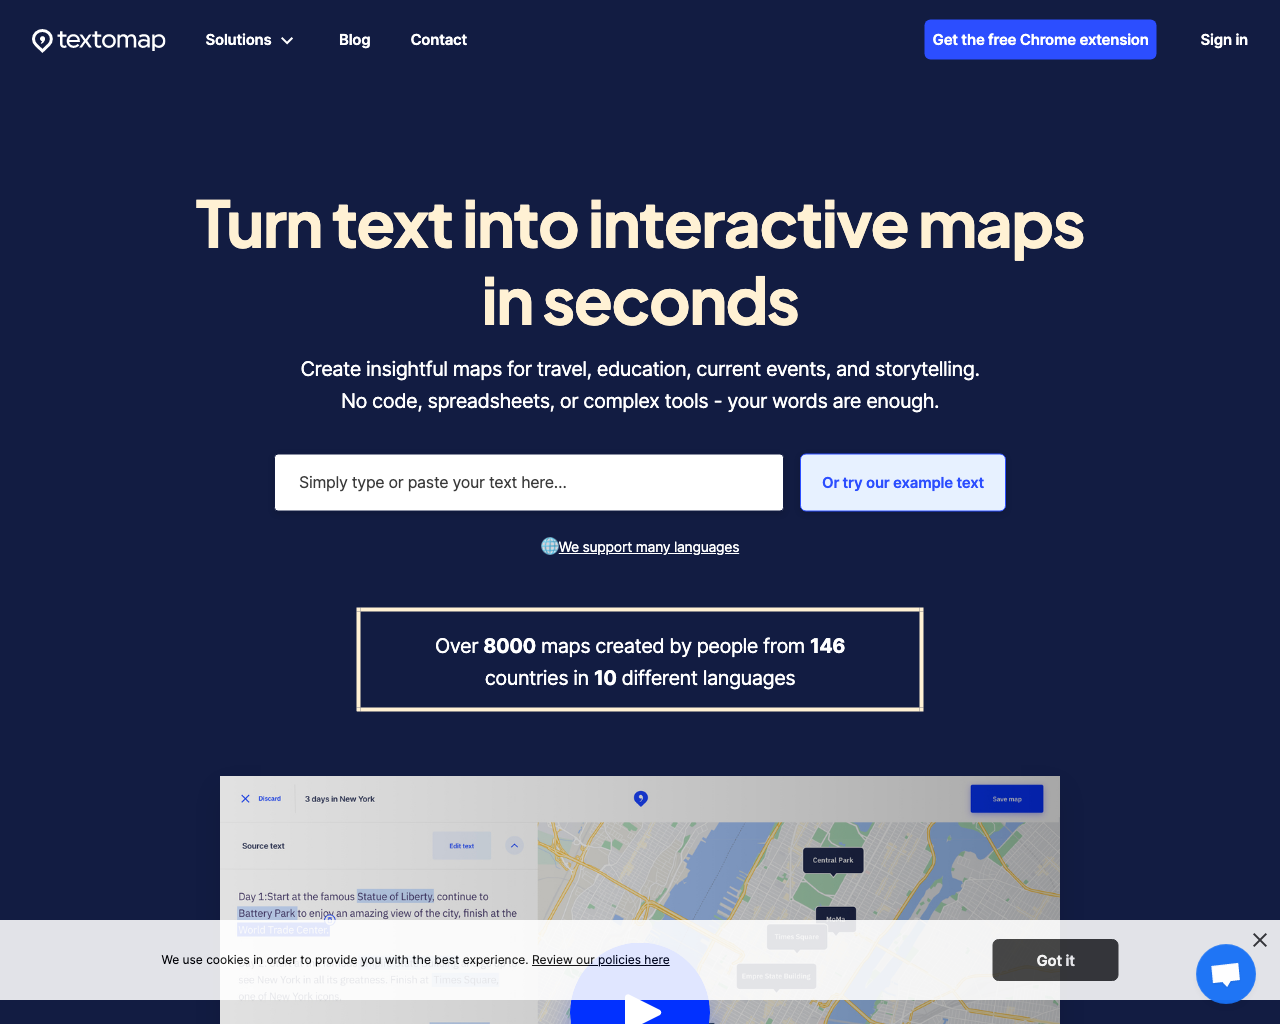 textomap
Solutions
Blog
Contact
Get the free Chrome extension
Sign in
Turn text into interactive maps
in seconds
Create insightful maps for travel, education, current events, and storytelling.
No code, spreadsheets, or complex tools - your words are enough.
Simply type or paste your text here...
Or try our example text
We support many languages
Over 8000 maps created by people from 146
countries in 10 different languages
Discard
3 days in New York
Save map
Source text
Edit text
Central Park
Day 1:Start at the famous Statue of Liberty, continue to
Battery Park to enjoy an amazing view of the city, finish at the
World Trade Center.
MoMa
Times Square
We use cookies in order to provide you with the best experience. Review our policies here
Got it
see New York in all its greatness. Finish at Times Square,
Empire State Building
one of New York icons.